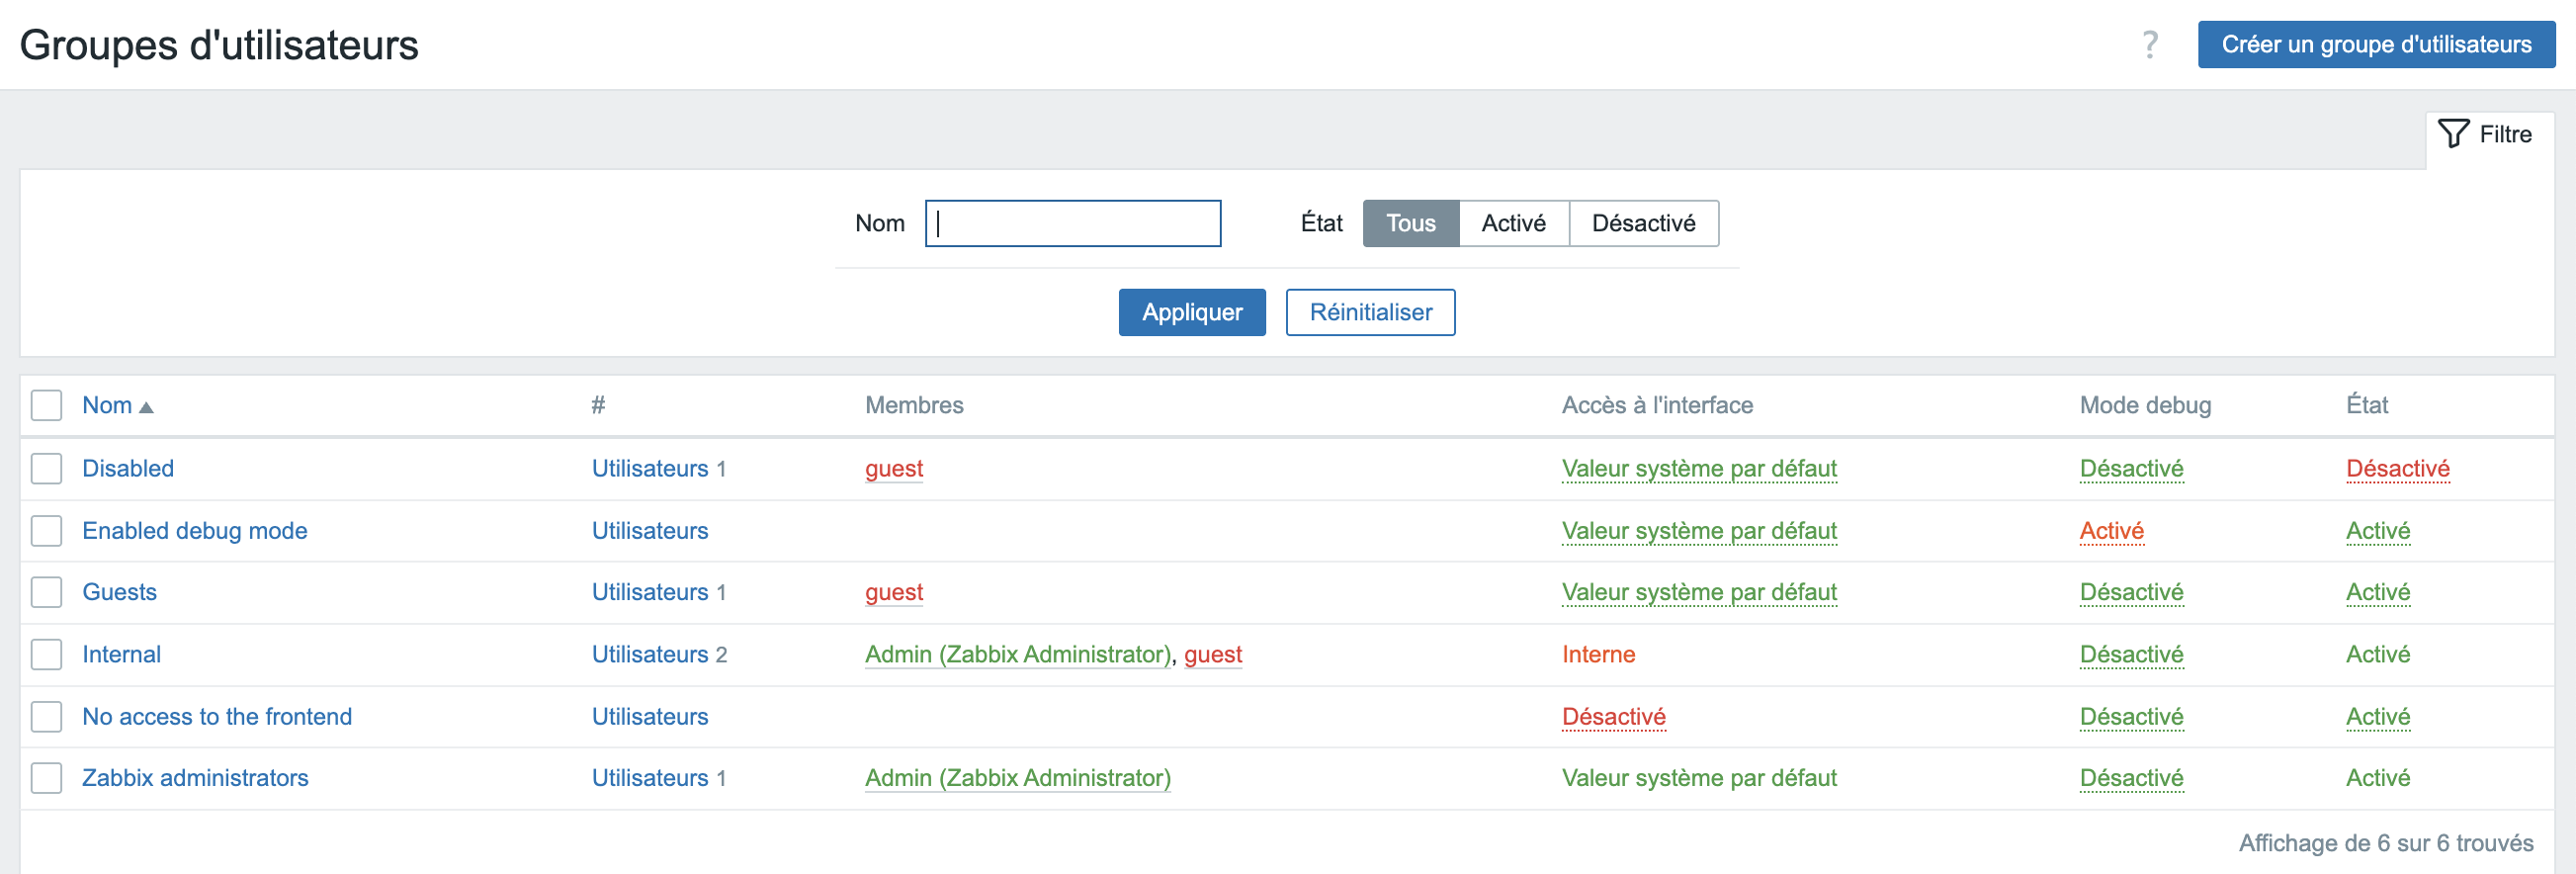 Groupes d'utilisateurs ? Créer un groupe d'utilisateurs
Filtre
Nom État Tous Activé Désactivé
Appliquer Réinitialiser
Nom ▲ # Membres Accès à l'interface Mode debug État
Disabled Utilisateurs 1 guest Valeur système par défaut Désactivé Désactivé
Enabled debug mode Utilisateurs Valeur système par défaut Activé Activé
Guests Utilisateurs 1 guest Valeur système par défaut Désactivé Activé
Internal Utilisateurs 2 Admin (Zabbix Administrator), guest Interne Désactivé Activé
No access to the frontend Utilisateurs Désactivé Désactivé Activé
Zabbix administrators Utilisateurs 1 Admin (Zabbix Administrator) Valeur système par défaut Désactivé Activé
Affichage de 6 sur 6 trouvés